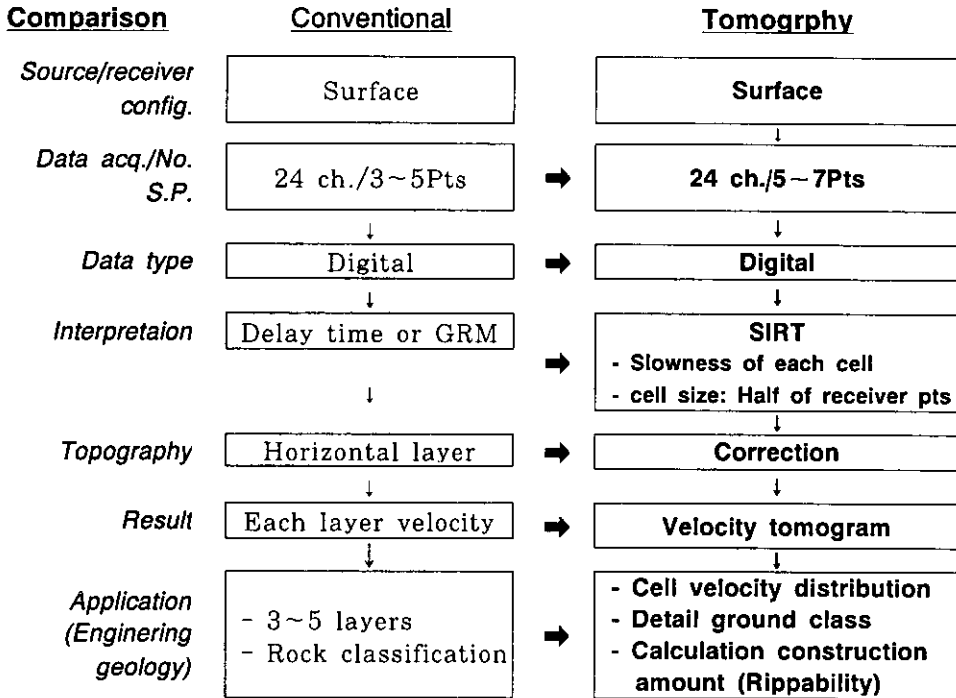 Comparison Conventional Tomogrphy
Source/receiver
config.
Surface
Surface
Data acq./No.
S.P.
24 ch./3~5Pts
24 ch./5~7Pts
Data type
Digital
Digital
Interpretaion
Delay time or GRM
SIRT
- Slowness of each cell
- cell size: Half of receiver pts
Topography
Horizontal layer
Correction
Result
Each layer velocity
Velocity tomogram
Application
(Enginering
geology)
- 3~5 layers
- Rock classification
- Cell velocity distribution
- Detail ground class
- Calculation construction
amount (Rippability)